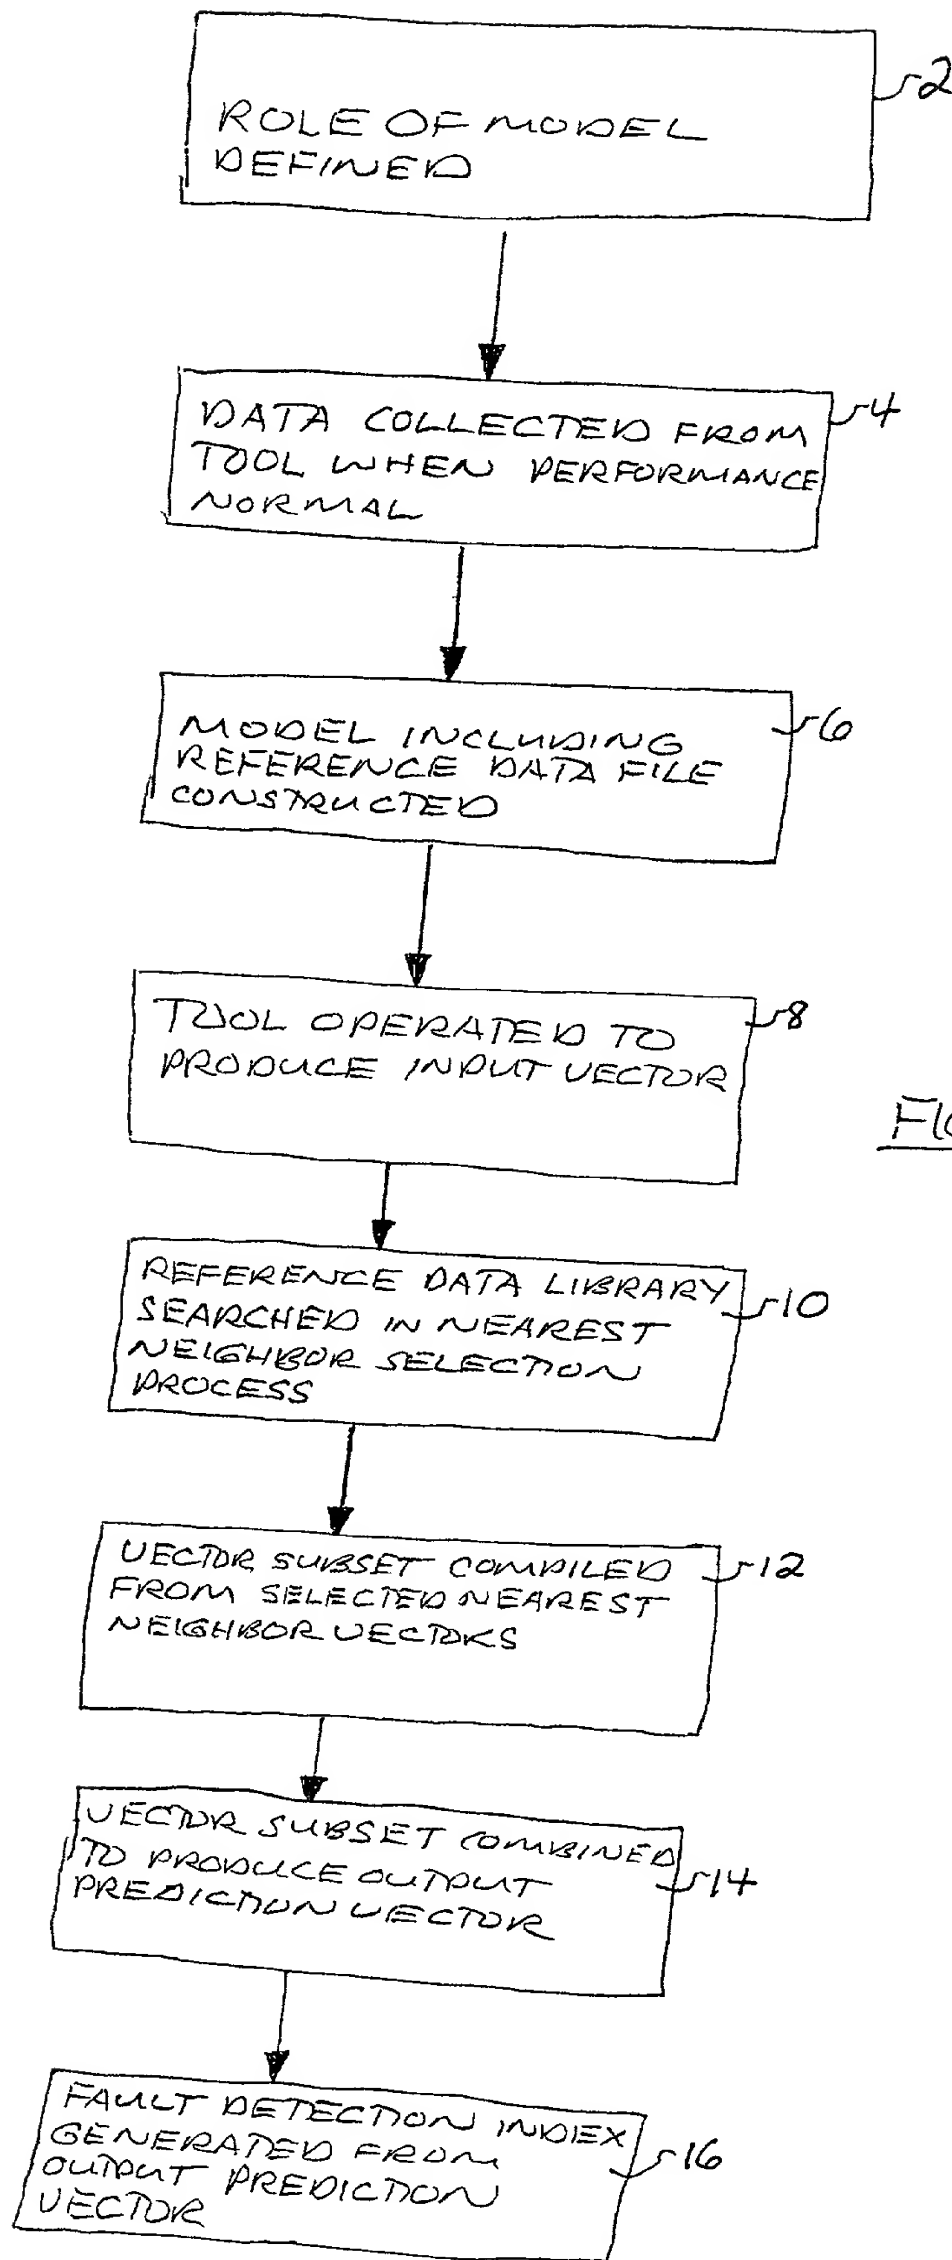 2
ROLE OF MODEL
DEFINED
4
DATA COLLECTED FROM
TOOL WHEN PERFORMANCE
NORMAL
6
MODEL INCLUDING
REFERENCE DATA FILE
CONSTRUCTED
8
TOOL OPERATED TO
PRODUCE INPUT VECTOR
REFERENCE DATA LIBRARY
10
SEARCHED IN NEAREST
NEIGHBOR SELECTION
PROCESS
VECTOR SUBSET COMPILED
12
FROM SELECTED NEAREST
NEIGHBOR VECTORS
VECTOR SUBSET COMBINED
TO PRODUCE OUTPUT
14
PREDICTION VECTOR
FAULT DETECTION INDEX
GENERATED FROM
16
OUTPUT PREDICTION
VECTOR